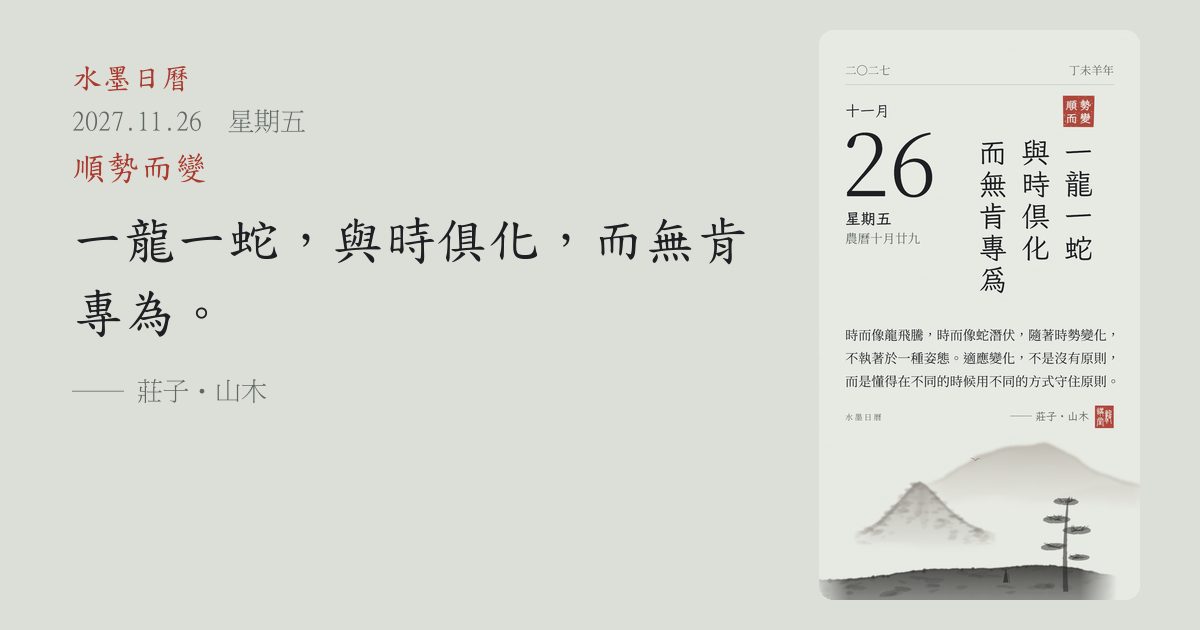 水墨日曆
2027.11.26 星期五
順勢而變
一龍一蛇，與時俱化，而無肯
專為。
—— 莊子・山木
二〇二七
丁未羊年
十一月
26
星期五
農曆十月廿九
順勢
而變
一龍一蛇
與時俱化
而無肯專爲
時而像龍飛騰，時而像蛇潛伏，隨著時勢變化，
不執著於一種姿態。適應變化，不是沒有原則，
而是懂得在不同的時候用不同的方式守住原則。
水墨日曆
—— 莊子・山木